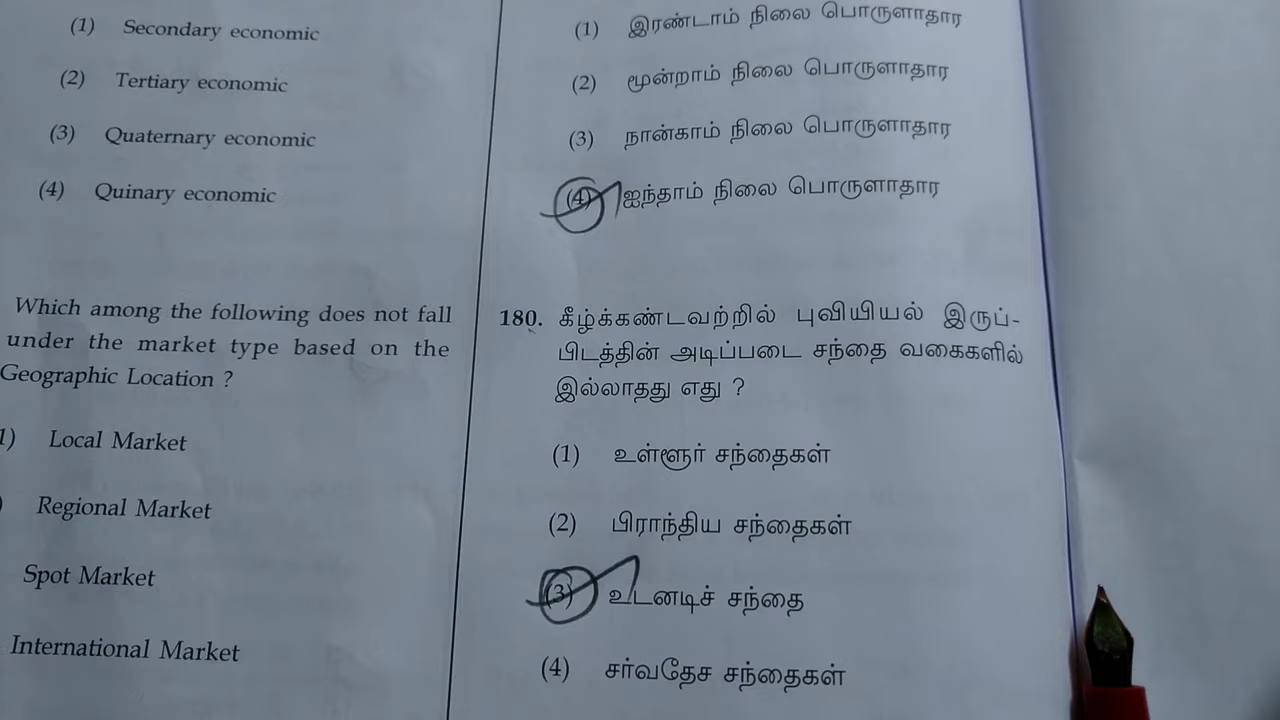 (1) Secondary economic
(2) Tertiary economic
(3) Quaternary economic
(4) Quinary economic
Which among the following does not fall
under the market type based on the
Geographic Location ?
1) Local Market
) Regional Market
Spot Market
International Market
(1) இரண்டாம் நிலை பொருளாதார
(2) மூன்றாம் நிலை பொருளாதார
(3) நான்காம் நிலை பொருளாதார
(4) ஐந்தாம் நிலை பொருளாதார
180. கீழ்க்கண்டவற்றில் புவியியல் இருப்-
பிடத்தின் அடிப்படை சந்தை வகைகளில்
இல்லாதது எது ?
(1) உள்ளூர் சந்தைகள்
(2) பிராந்திய சந்தைகள்
(3) உடனடிச் சந்தை
(4) சர்வதேச சந்தைகள்